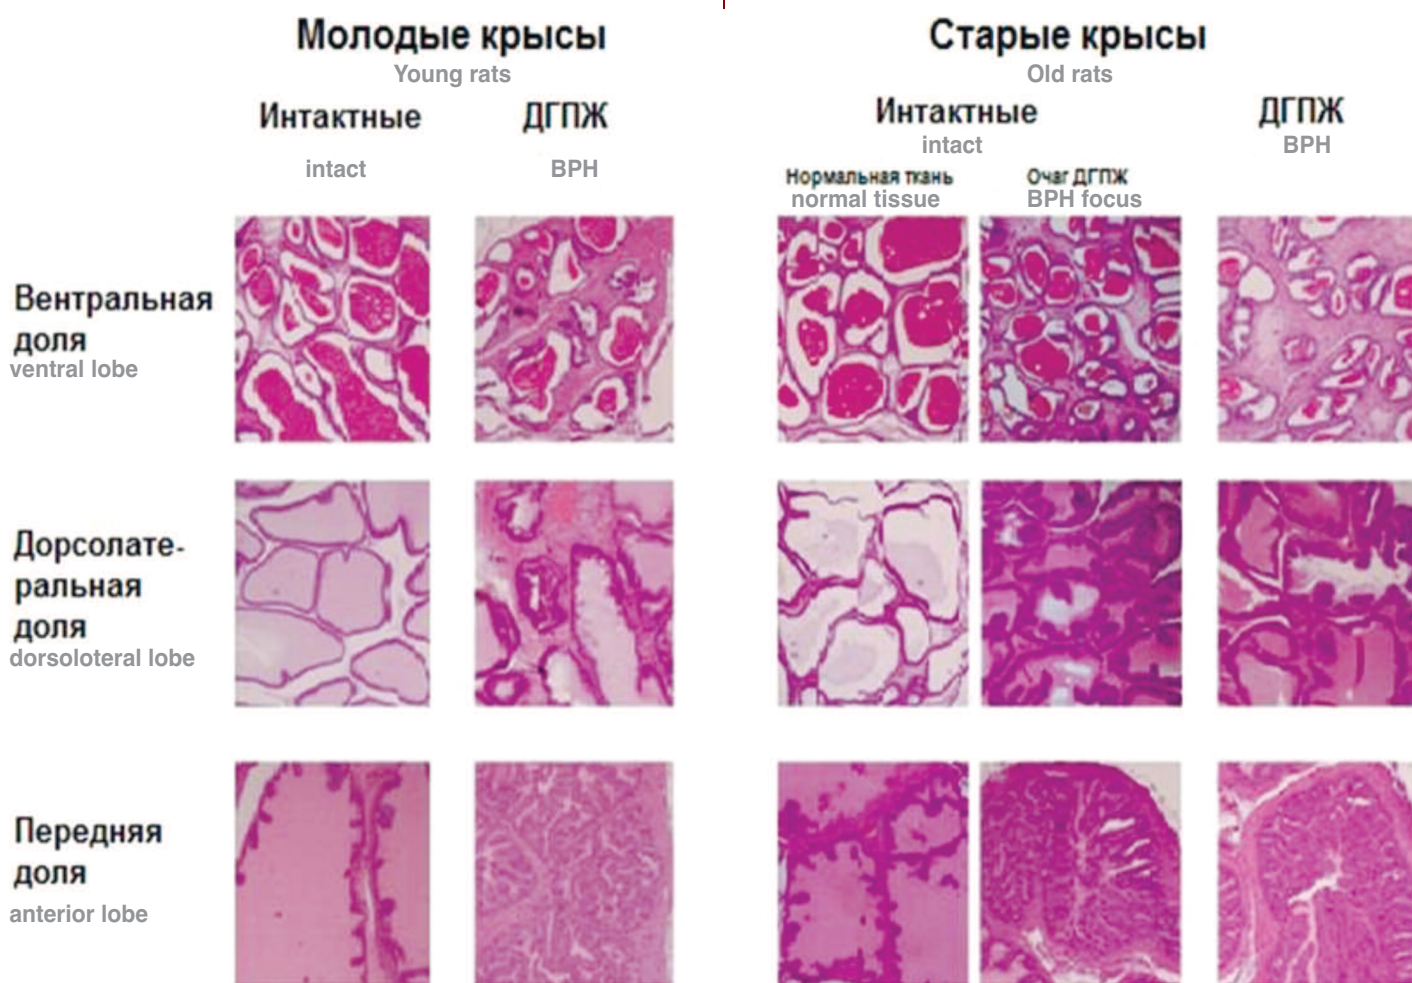 Молодые крысы
Young rats
Старые крысы
Old rats
Интактные
intact
ДГПЖ
BPH
Интактные
intact
ДГПЖ
BPH
Нормальная ткань
normal tissue
Очаг ДГПЖ
BPH focus
Вентральная
доля
ventral lobe
Дорсолате-
ральная
доля
dorsoloteral lobe
Передняя
доля
anterior lobe